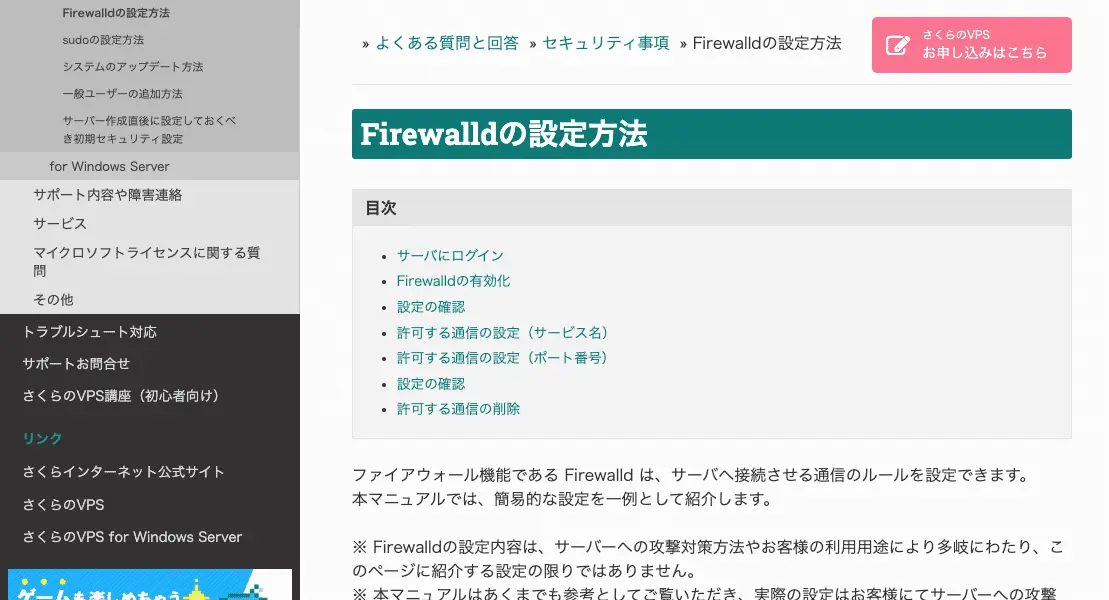 Firewalldの設定方法
sudoの設定方法
システムのアップデート方法
一般ユーザーの追加方法
サーバー作成直後に設定しておくべ
き初期セキュリティ設定
for Windows Server
サポート内容や障害連絡
サービス
マイクロソフトライセンスに関する質
問
その他
トラブルシュート対応
サポートお問合せ
さくらのVPS講座（初心者向け）
リンク
さくらインターネット公式サイト
さくらのVPS
さくらのVPS for Windows Server
ゲームも楽しめちゃう
» よくある質問と回答 » セキュリティ事項 » Firewalldの設定方法
さくらのVPS
お申し込みはこちら
Firewalldの設定方法
目次
• サーバにログイン
• Firewalldの有効化
• 設定の確認
• 許可する通信の設定（サービス名）
• 許可する通信の設定（ポート番号）
• 設定の確認
• 許可する通信の削除
ファイアウォール機能である Firewalld は、サーバへ接続させる通信のルールを設定できます。
本マニュアルでは、簡易的な設定を一例として紹介します。
※ Firewalldの設定内容は、サーバーへの攻撃対策方法やお客様の利用用途により多岐にわたり、こ
のページに紹介する設定の限りではありません。
※ 本マニュアルはあくまでも参考としてご覧いただき、実際の設定はお客様にてサーバーへの攻撃